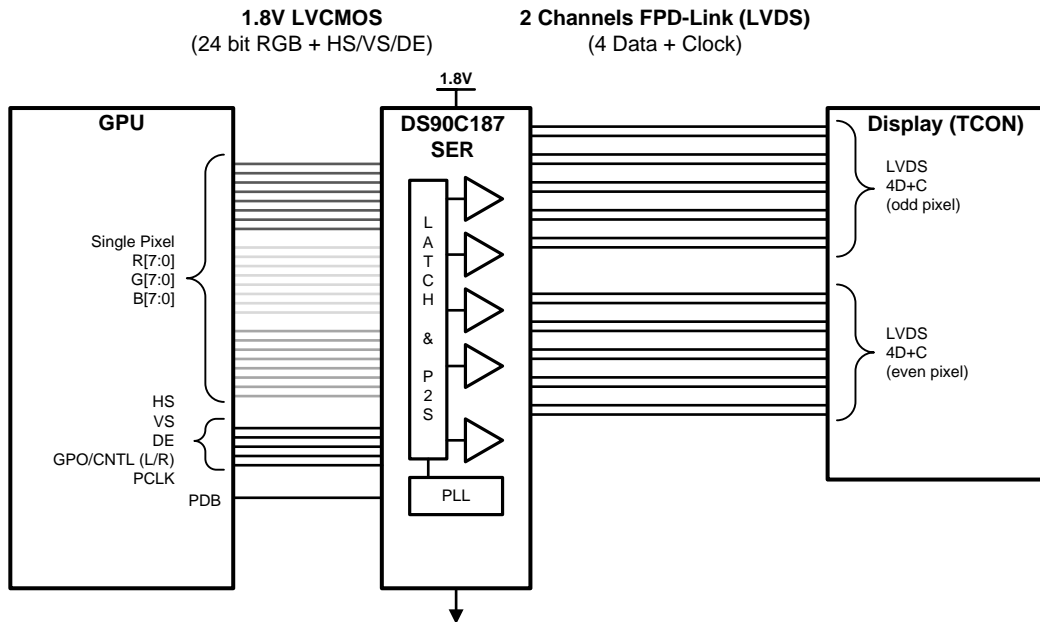 1.8V LVCMOS
(24 bit RGB + HS/VS/DE)
2 Channels FPD-Link (LVDS)
(4 Data + Clock)
1.8V
GPU
DS90C187
SER
Display (TCON)
Single Pixel
R[7:0]
G[7:0]
B[7:0]
HS
VS
DE
GPO/CNTL (L/R)
PCLK
PDB
LATCH & P2S
PLL
LVDS
4D+C
(odd pixel)
LVDS
4D+C
(even pixel)